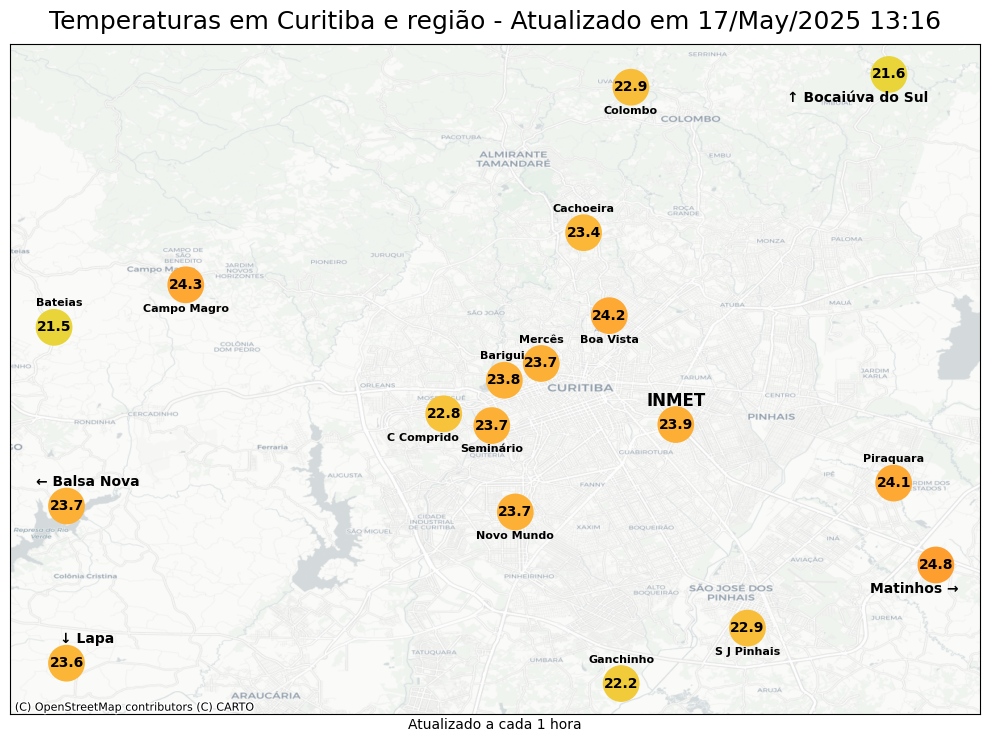 Temperaturas em Curitiba e região - Atualizado em 17/May/2025 13:16
SERRINHA
21.6
↑ Bocaiúva do Sul
22.9
Colombo
COLOMBO
PACOTUBA
ALMIRANTE
TAMANDARÉ
EMBU
Cachoeira
23.4
ROÇA
GRANDE
MONZA
PALOMA
CAMPO DE
SÃO
BENEDITO
JARDIM
NOVOS
HORIZONTES
PIONEIRO
JURUQUI
24.3
Campo Magro
Bateias
21.5
SÃO JOÃO
ATUBA
MAUÁ
24.2
Boa Vista
COLÔNIA
DOM PEDRO
Mercês
23.7
Barigui
23.8
ORLEANS
CURITIBA
TARUMÃ
JARDIM
KARLA
CENTRO
PINHAIS
INMET
23.9
22.8
C Comprido
23.7
Seminário
QUITÉRIA
CERCADINHO
RONDINHA
Ferraria
GUABIROTUBA
Piraquara
24.1
IPÊ
AUGUSTA
FANNY
← Balsa Nova
23.7
23.7
Novo Mundo
CIDADE
INDUSTRIAL
DE CURITIBA
SÃO MIGUEL
XAXIM
BOQUEIRÃO
INÁ
AVIAÇÃO
24.8
Matinhos →
Colônia Cristina
PINHEIRINHO
ALTO
BOQUEIRÃO
SÃO JOSÉ DOS
PINHAIS
JUREMA
22.9
S J Pinhais
↓ Lapa
23.6
TATUQUARA
UMBARÁ
Ganchinho
22.2
ARUJÁ
ARAUCÁRIA
(C) OpenStreetMap contributors (C) CARTO
Atualizado a cada 1 hora